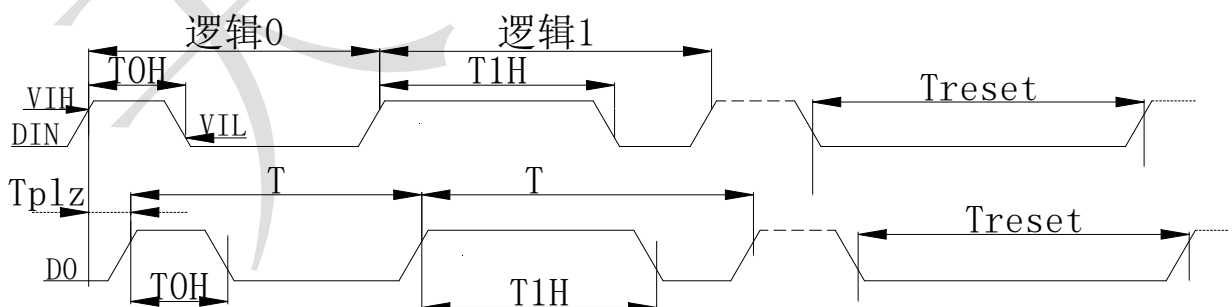 逻辑0
逻辑1
T0H
T1H
Treset
VIH
VIL
DIN
T
T
Tplz
Treset
DO
T0H
T1H